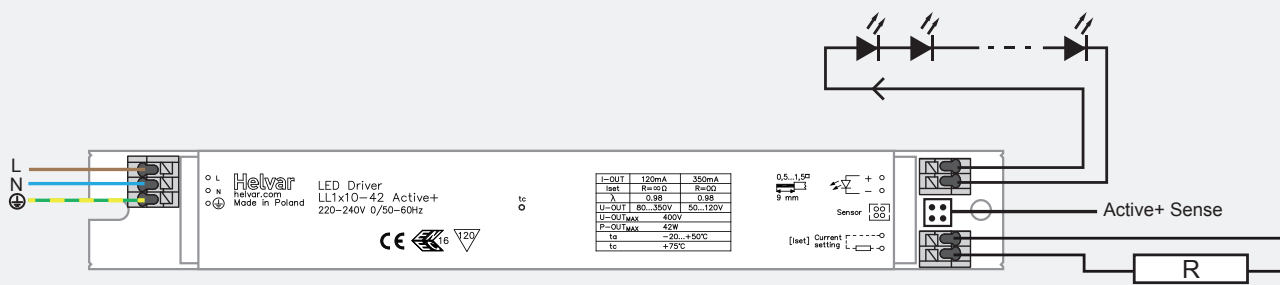 L
N
L
N
Helvar
helvar.com
Made in Poland
LED Driver
LL1x10-42 Active+
220-240V 0/50-60Hz
16
120
tc
I-OUT 120mA 350mA
Iset R=∞Ω R=0Ω
λ 0.98 0.98
U-OUT 80...350V 50...120V
U-OUTMAX 400V
P-OUTMAX 42W
ta -20...+50°C
tc +75°C
0,5...1,5
9 mm
+
-
Sensor
[Iset] Current
setting
Active+ Sense
R